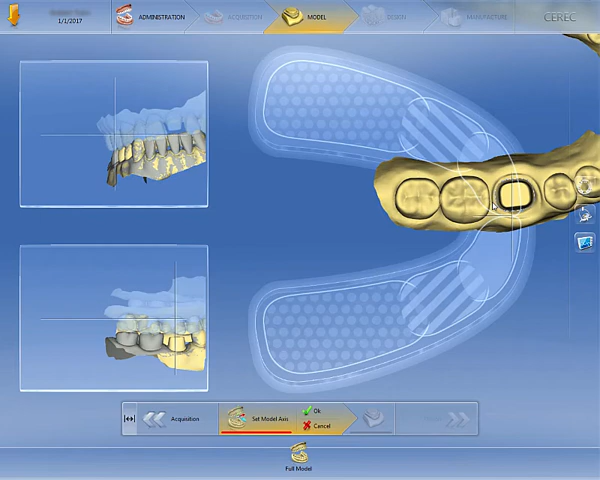 1/1/2017
ADMINISTRATION
ACQUISITION
MODEL
DESIGN
MANUFACTURE
CEREC
Acquisition
Set Model Axis
Ok
Cancel
Full Model